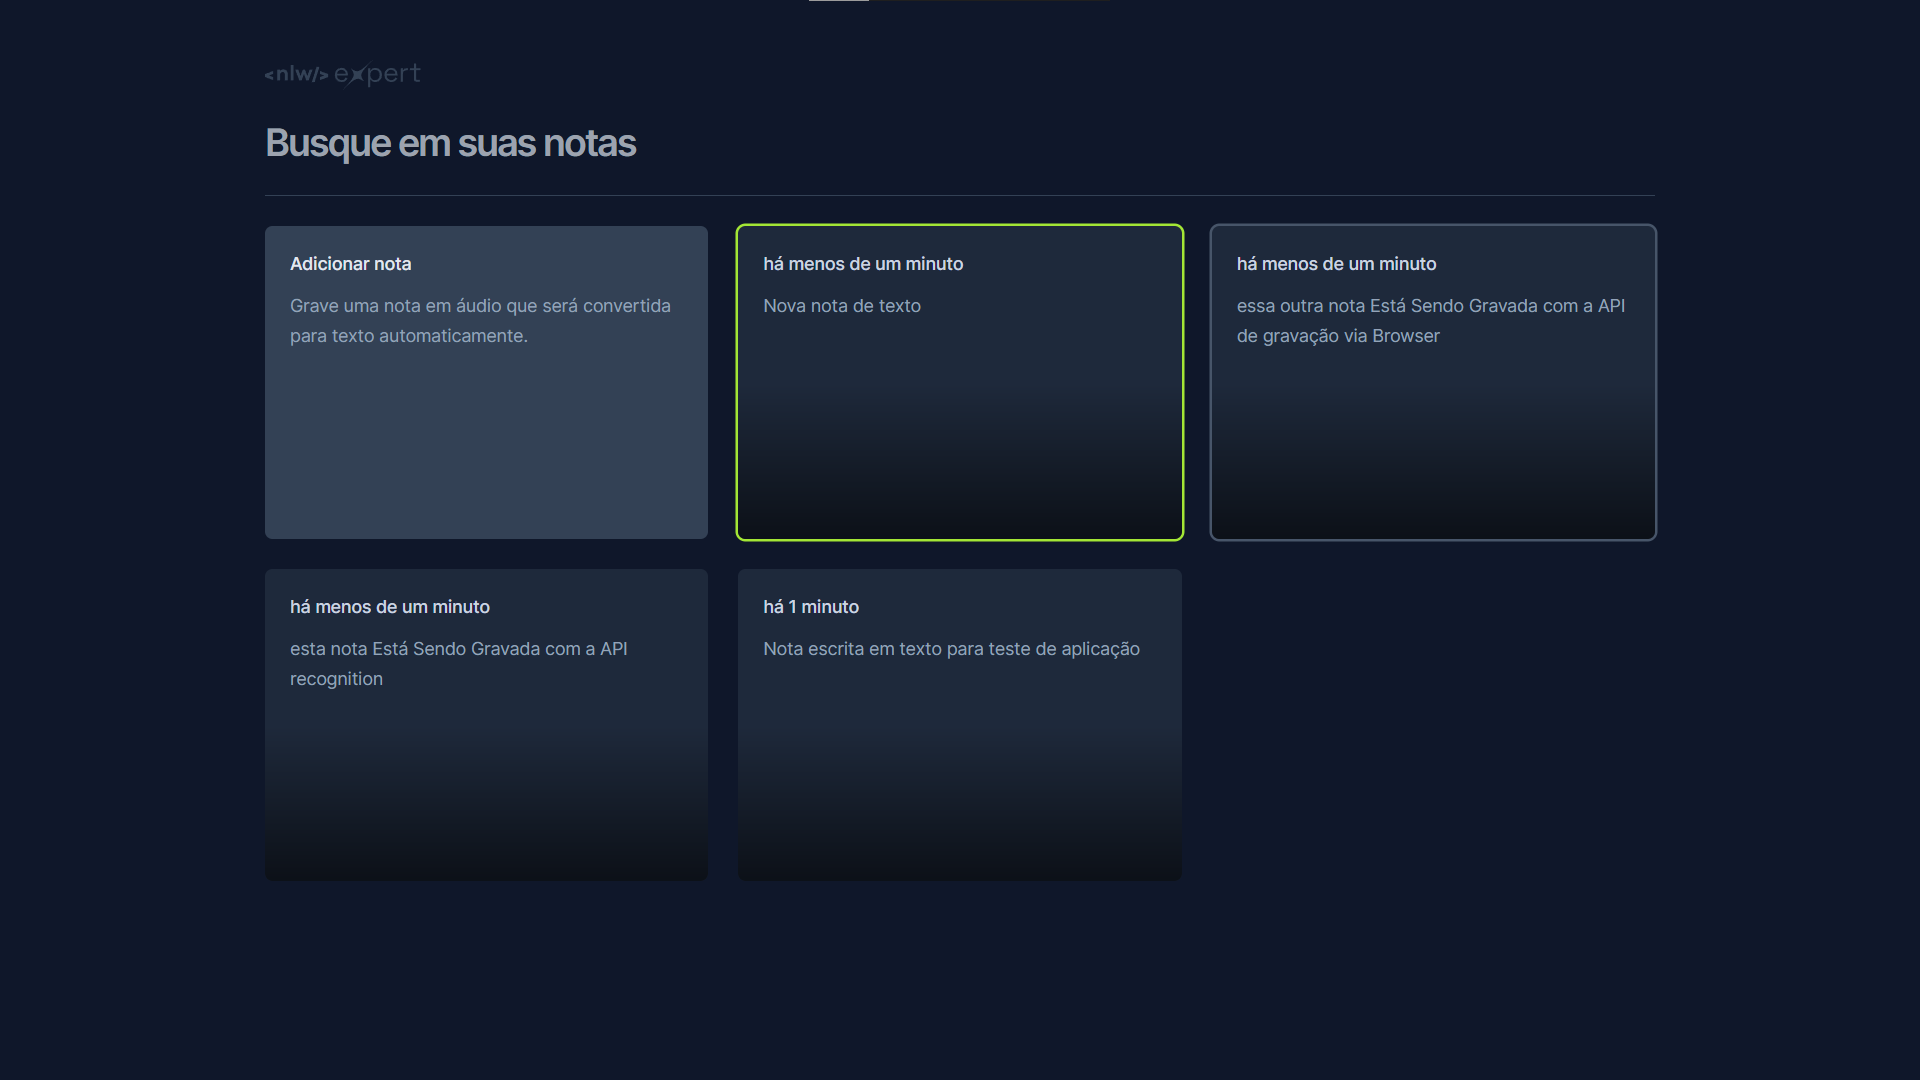 <nlw/> expert
Busque em suas notas
Adicionar nota
Grave uma nota em áudio que será convertida
para texto automaticamente.
há menos de um minuto
Nova nota de texto
há menos de um minuto
essa outra nota Está Sendo Gravada com a API
de gravação via Browser
há menos de um minuto
esta nota Está Sendo Gravada com a API
recognition
há 1 minuto
Nota escrita em texto para teste de aplicação